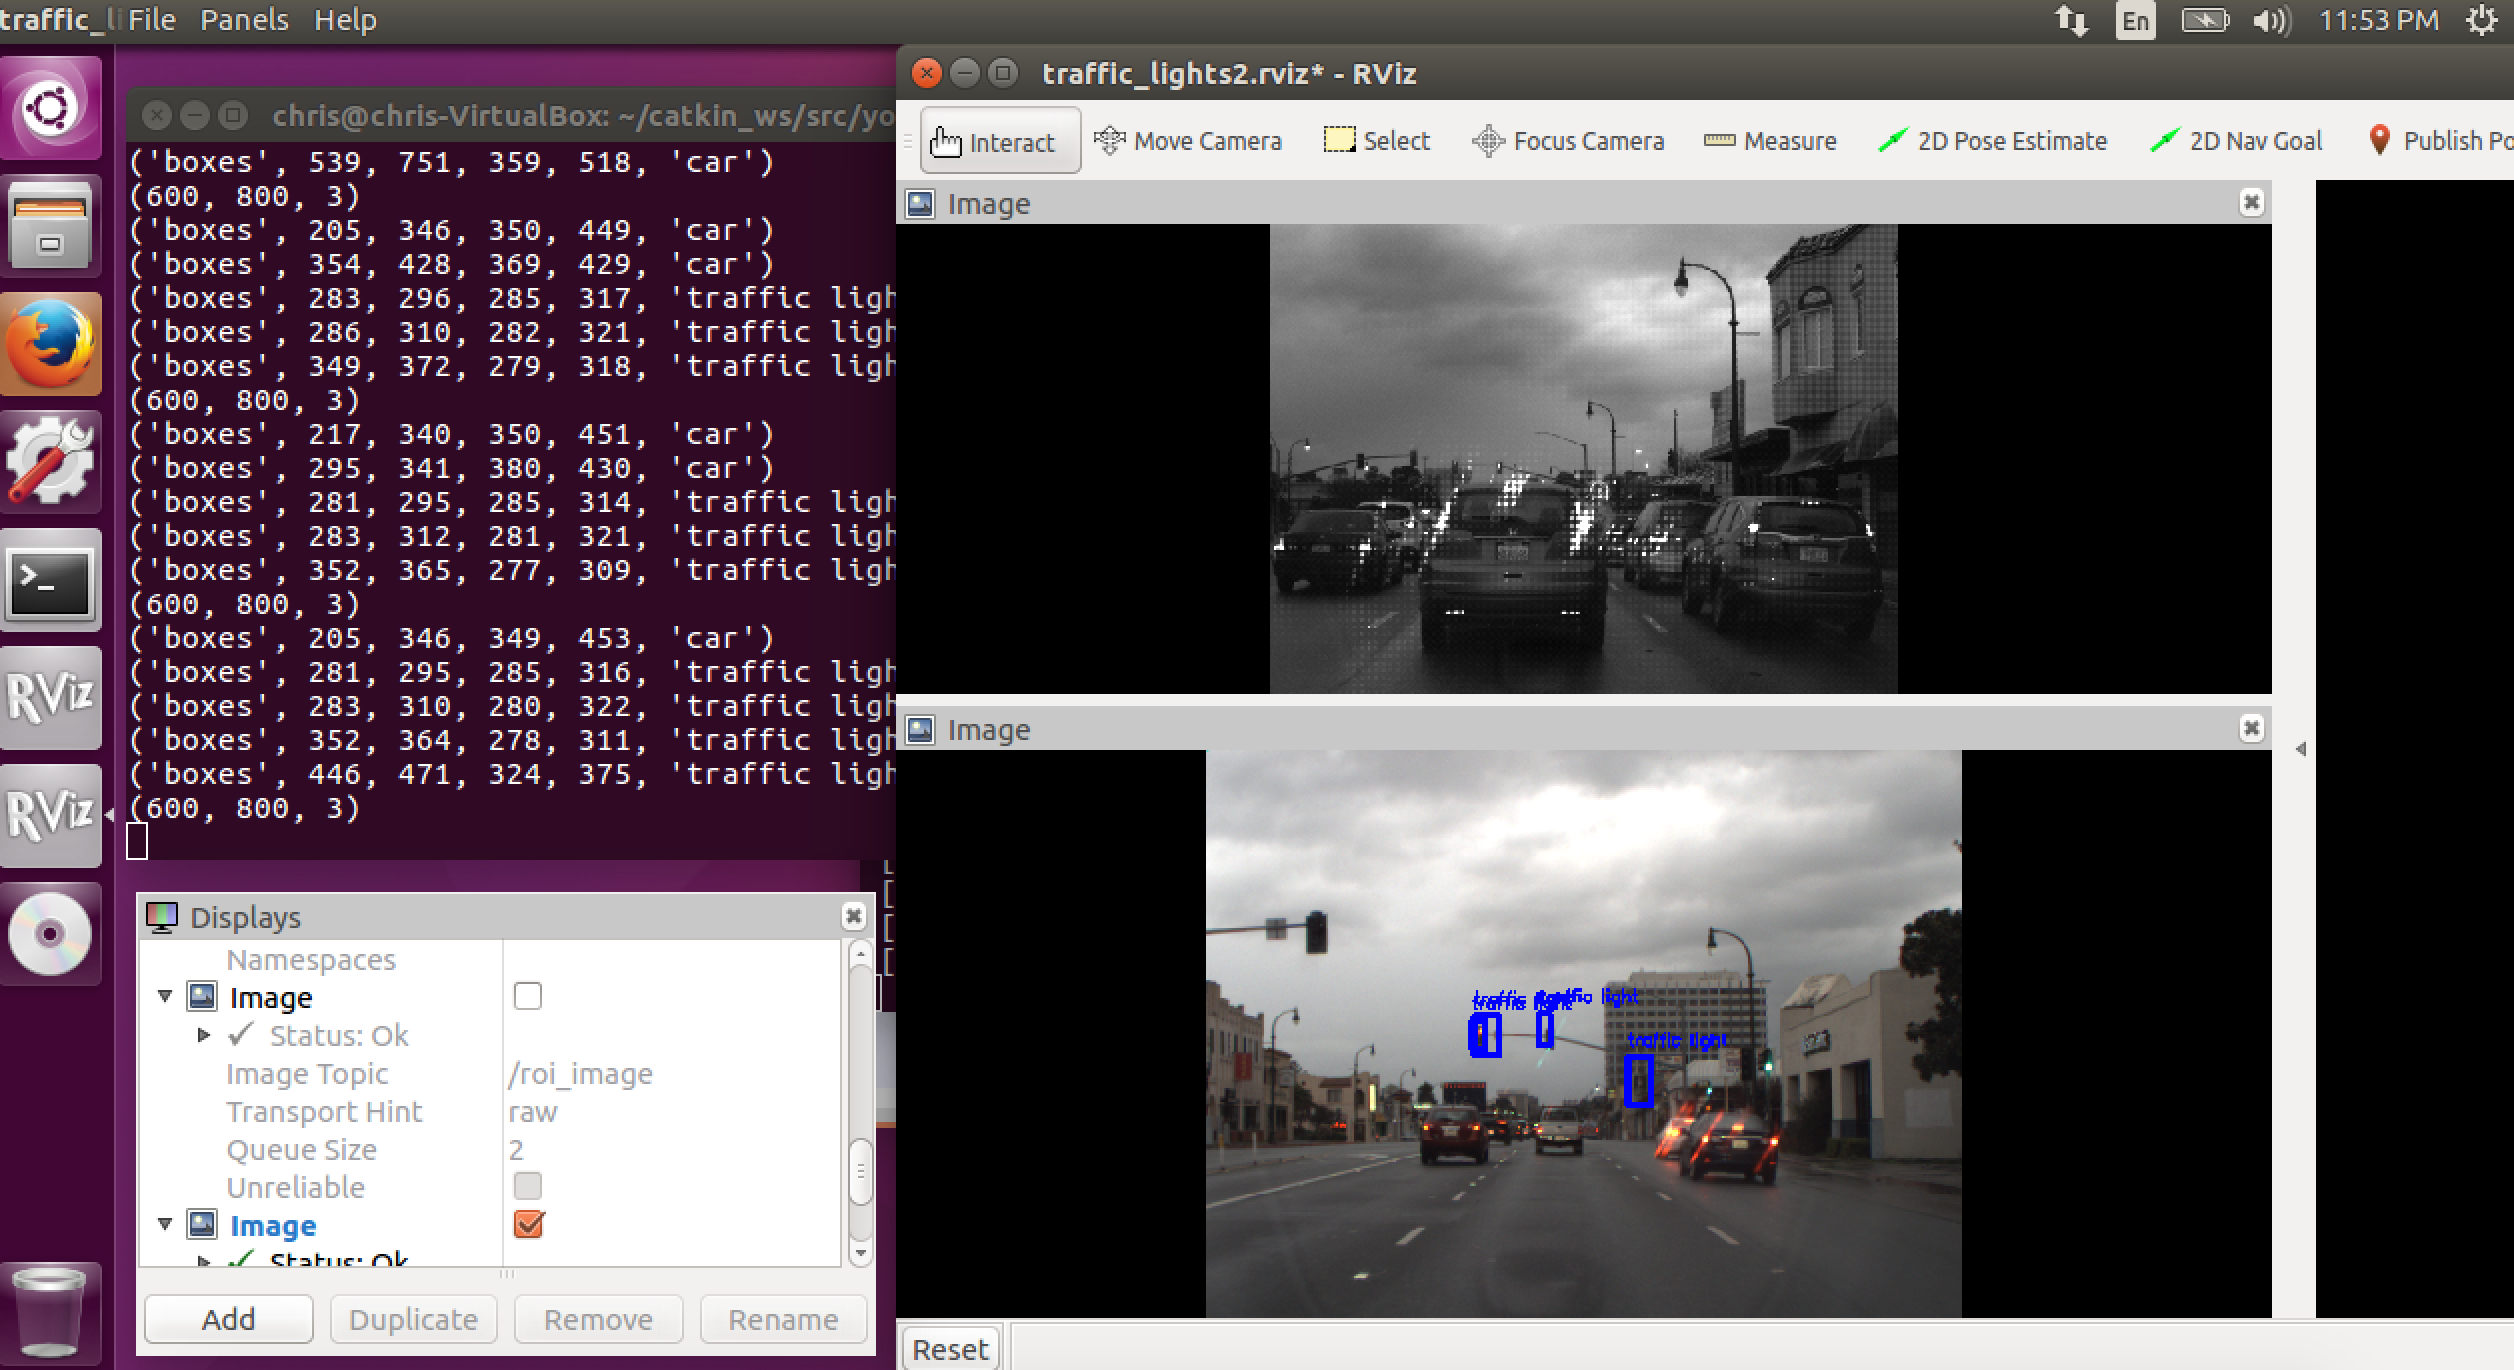 traffic_li File Panels Help
En 11:53 PM
chris@chris-VirtualBox: ~/catkin_ws/src/yo
('boxes', 539, 751, 359, 518, 'car')
(600, 800, 3)
('boxes', 205, 346, 350, 449, 'car')
('boxes', 354, 428, 369, 429, 'car')
('boxes', 283, 296, 285, 317, 'traffic ligh
('boxes', 286, 310, 282, 321, 'traffic ligh
('boxes', 349, 372, 279, 318, 'traffic ligh
(600, 800, 3)
('boxes', 217, 340, 350, 451, 'car')
('boxes', 295, 341, 380, 430, 'car')
('boxes', 281, 295, 285, 314, 'traffic ligh
('boxes', 283, 312, 281, 321, 'traffic ligh
('boxes', 352, 365, 277, 309, 'traffic ligh
(600, 800, 3)
('boxes', 205, 346, 349, 453, 'car')
('boxes', 281, 295, 285, 316, 'traffic ligh
('boxes', 283, 310, 280, 322, 'traffic ligh
('boxes', 352, 364, 278, 311, 'traffic ligh
('boxes', 446, 471, 324, 375, 'traffic ligh
(600, 800, 3)
>_
RViz
RViz
Displays
Namespaces
Image
Status: Ok
Image Topic /roi_image
Transport Hint raw
Queue Size 2
Unreliable
Image
Status: Ok
Add Duplicate Remove Rename
traffic_lights2.rviz* - RViz
Interact Move Camera Select Focus Camera Measure 2D Pose Estimate 2D Nav Goal Publish Po
Image
Image
traffic light
traffic light
traffic light
Reset